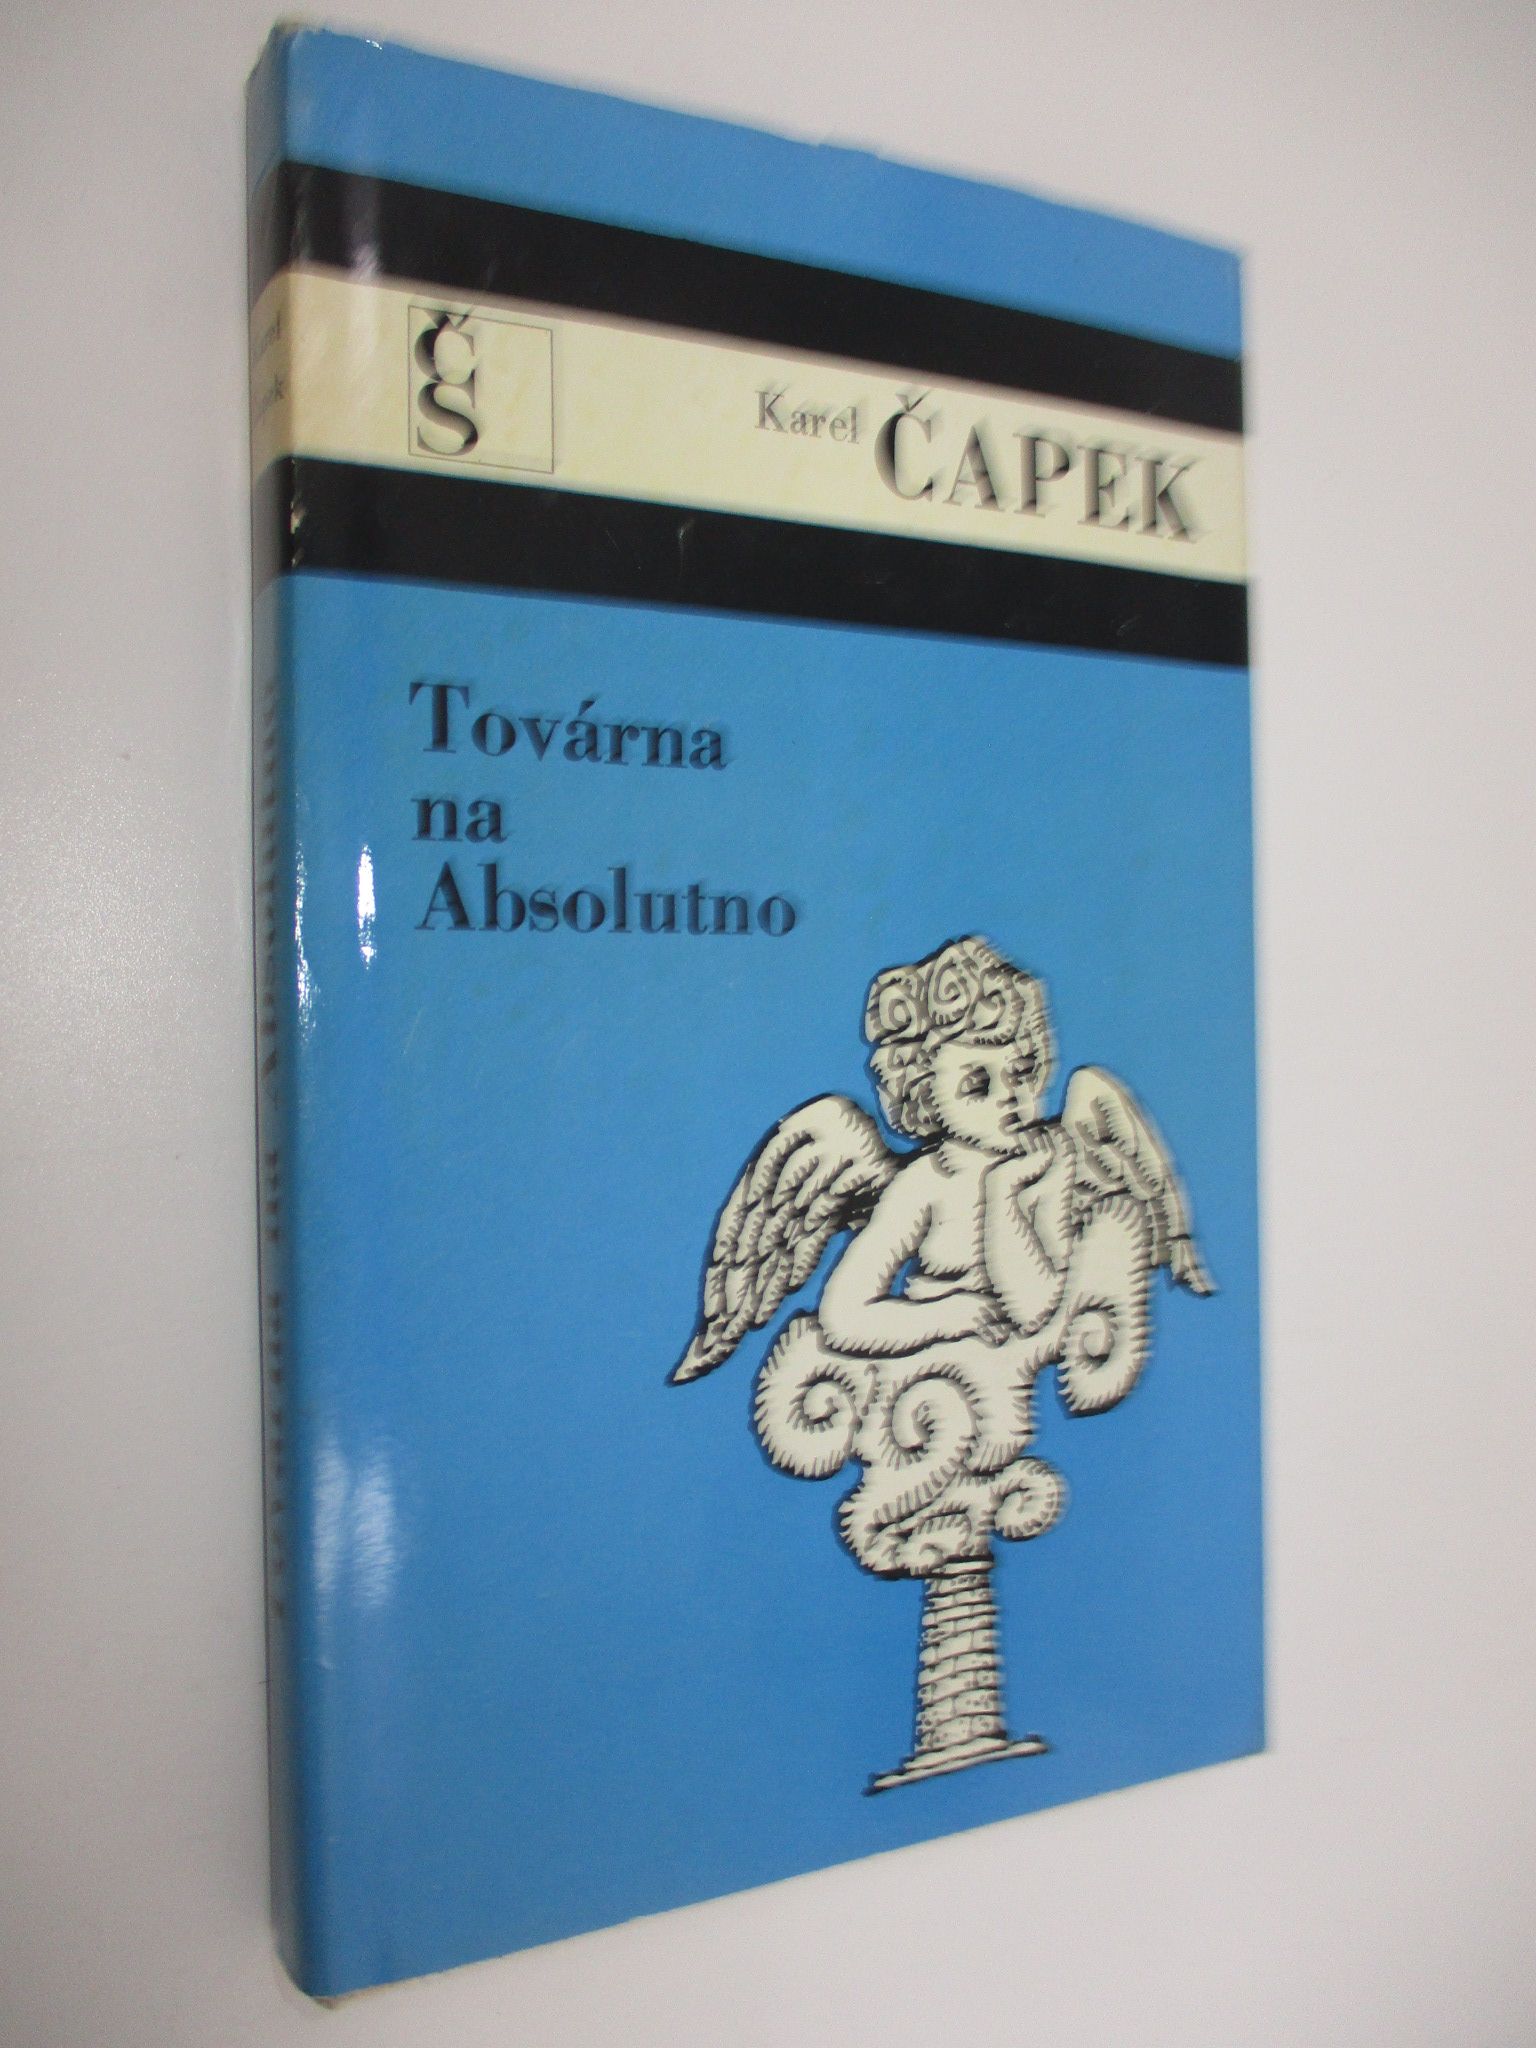 ČS
Karel ČAPEK
Továrna
na
Absolutno